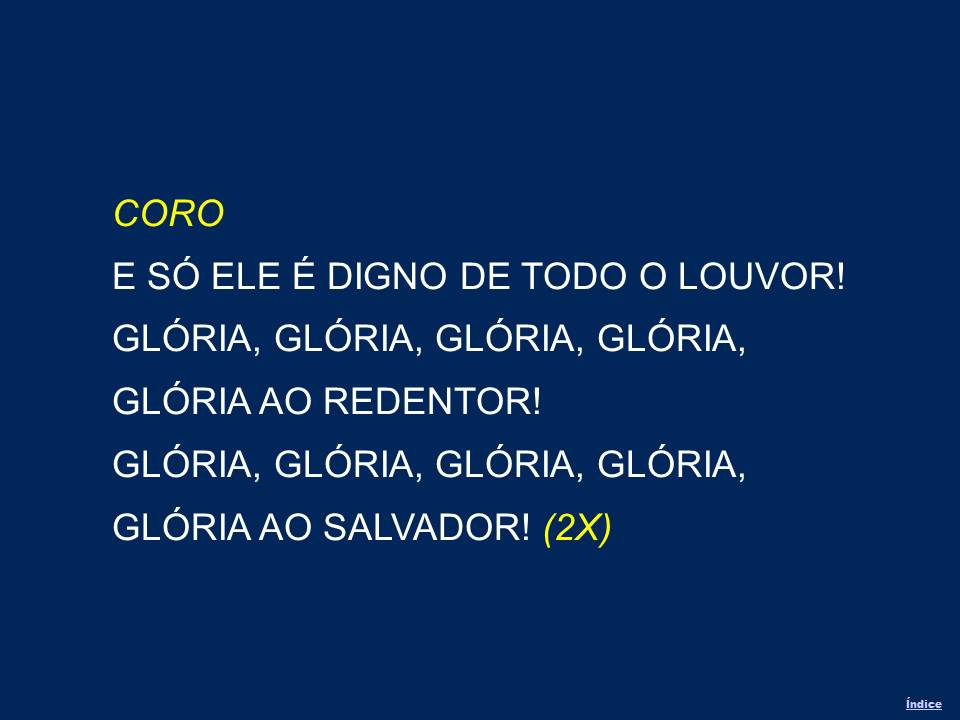 CORO
E SÓ ELE É DIGNO DE TODO O LOUVOR!
GLÓRIA, GLÓRIA, GLÓRIA, GLÓRIA,
GLÓRIA AO REDENTOR!
GLÓRIA, GLÓRIA, GLÓRIA, GLÓRIA,
GLÓRIA AO SALVADOR! (2X)
Índice